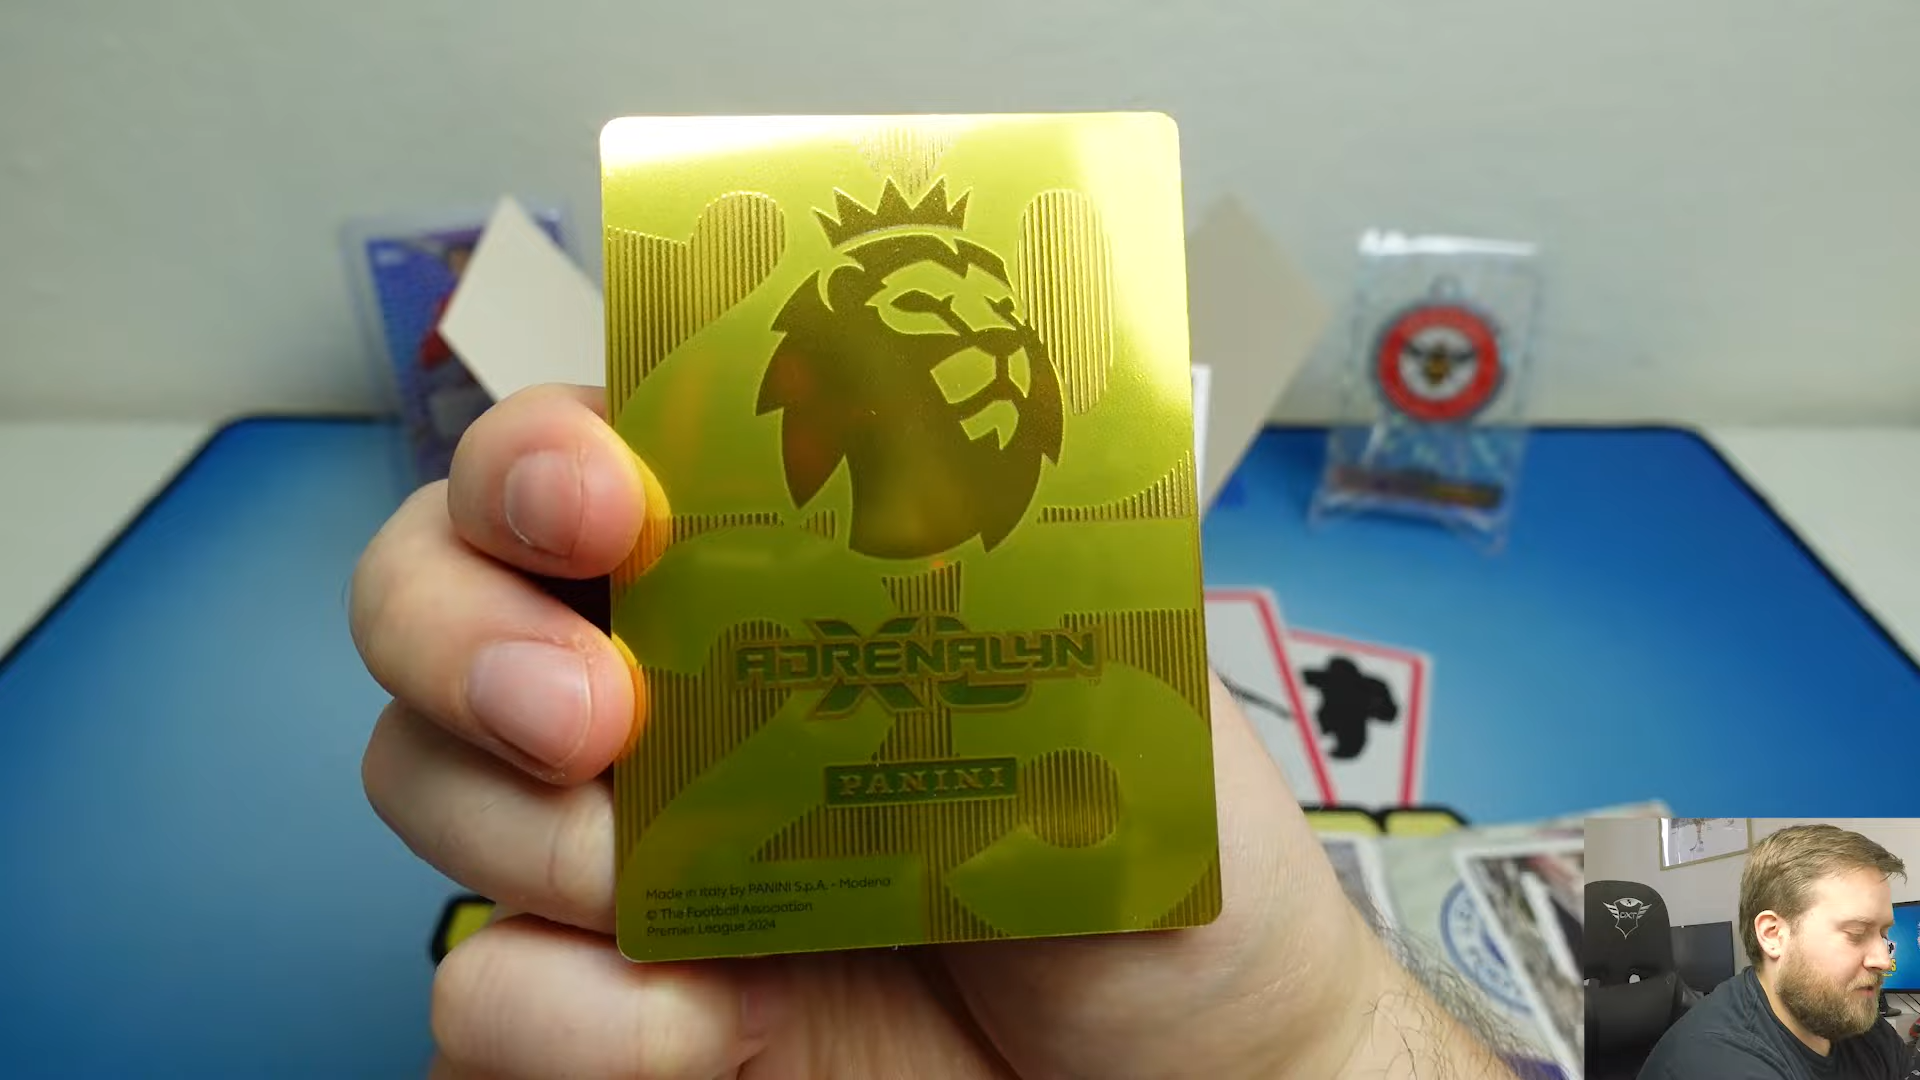 ADRENALYN
XL
PANINI
Made in Italy by PANINI S.p.A. - Modena
© The Football Association
Premier League 2024